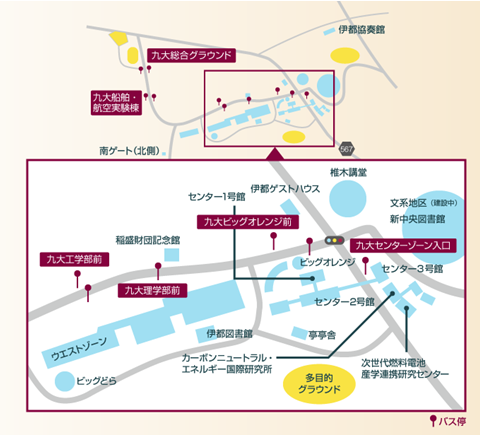 伊都協奏館
九大総合グラウンド
九大船舶・
航空実験棟
南ゲート(北側)
567
椎木講堂
伊都ゲストハウス
センター1号館
文系地区(建設中)
新中央図書館
九大ビッグオレンジ前
稲盛財団記念館
九大センターゾーン入口
九大工学部前
ビッグオレンジ
センター3号館
九大理学部前
センター2号館
伊都図書館
亭亭舎
ウエストゾーン
カーボンニュートラル・
エネルギー国際研究所
次世代燃料電池
産学連携研究センター
ビッグどら
多目的
グラウンド
バス停